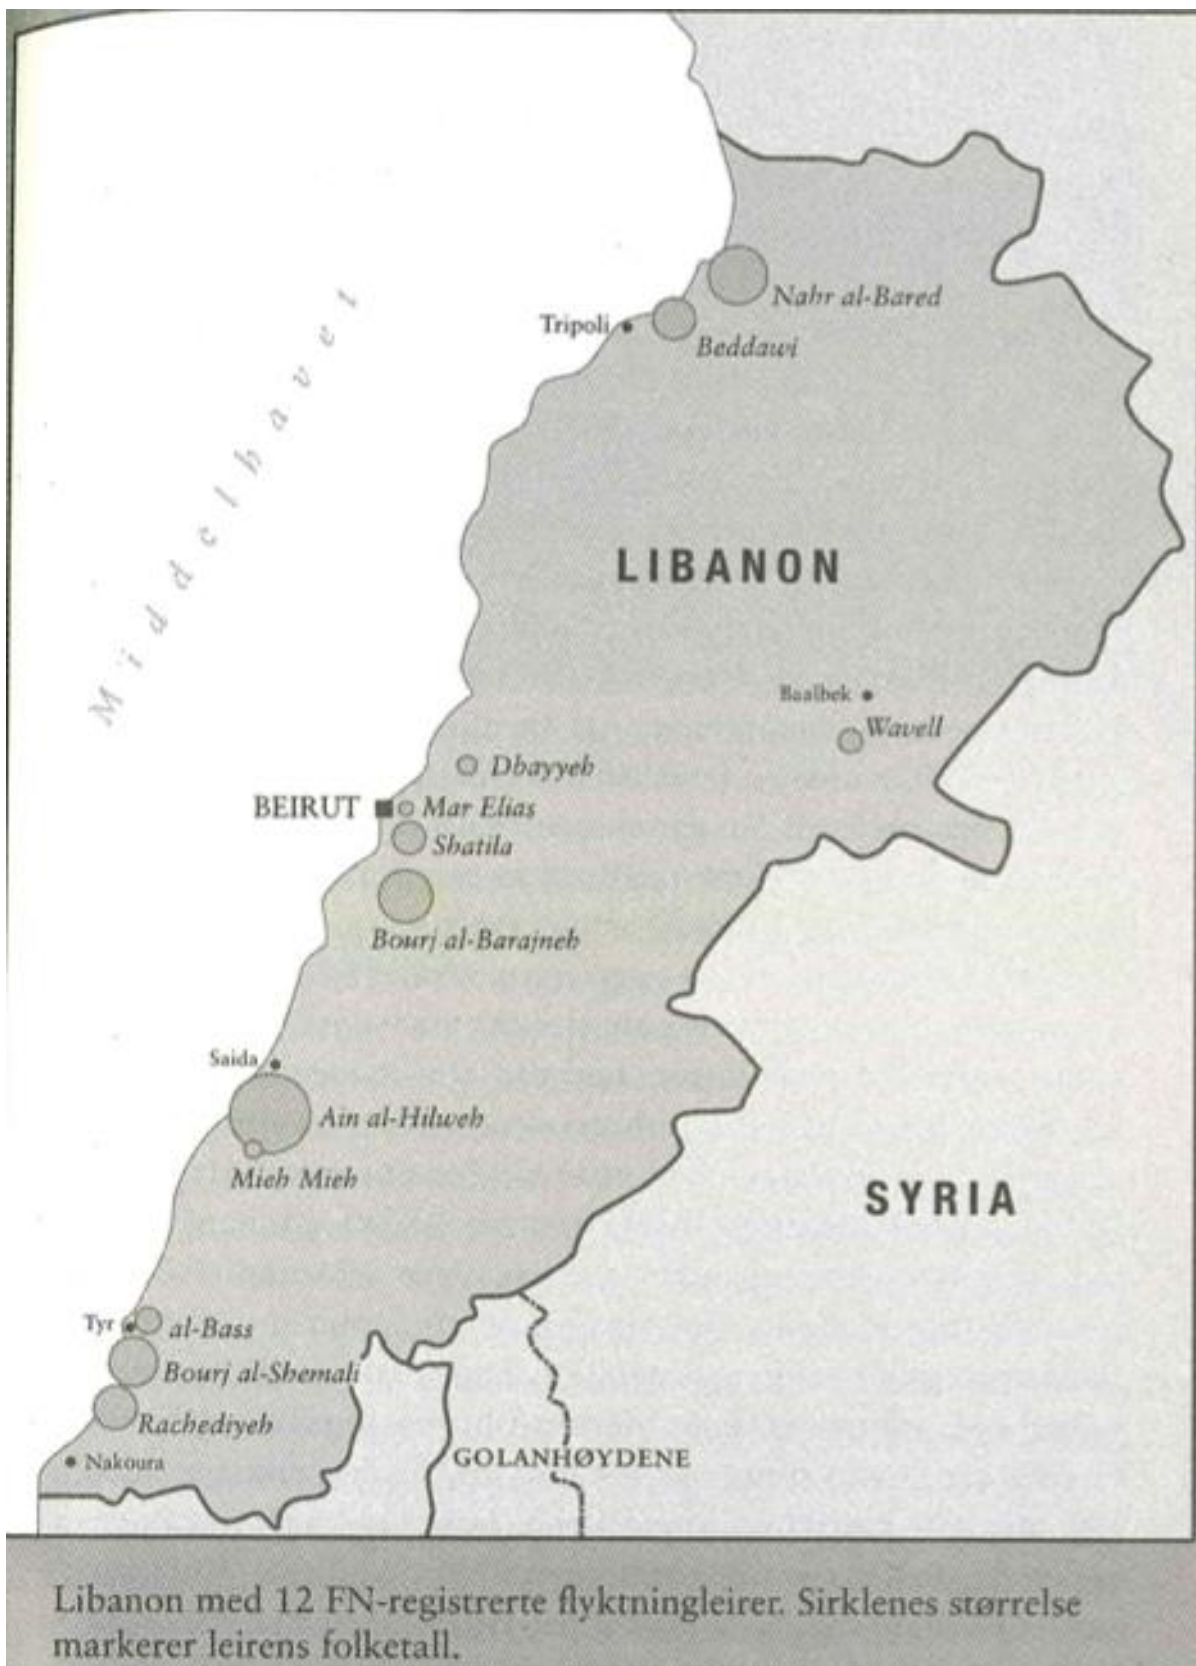 Nahr al-Bared
Tripoli
Beddawi
Middelhavet
LIBANON
Baalbek
Wavell
Dbayyeh
BEIRUT
Mar Elias
Shatila
Bourj al-Barajneh
Saida
Ain al-Hilweh
Mieh Mieh
SYRIA
Tyr
al-Bass
Bourj al-Shemali
Rachediyeh
Nakoura
GOLANHØYDENE
Libanon med 12 FN-registrerte flyktningleirer. Sirklenes størrelse
markerer leirens folketall.